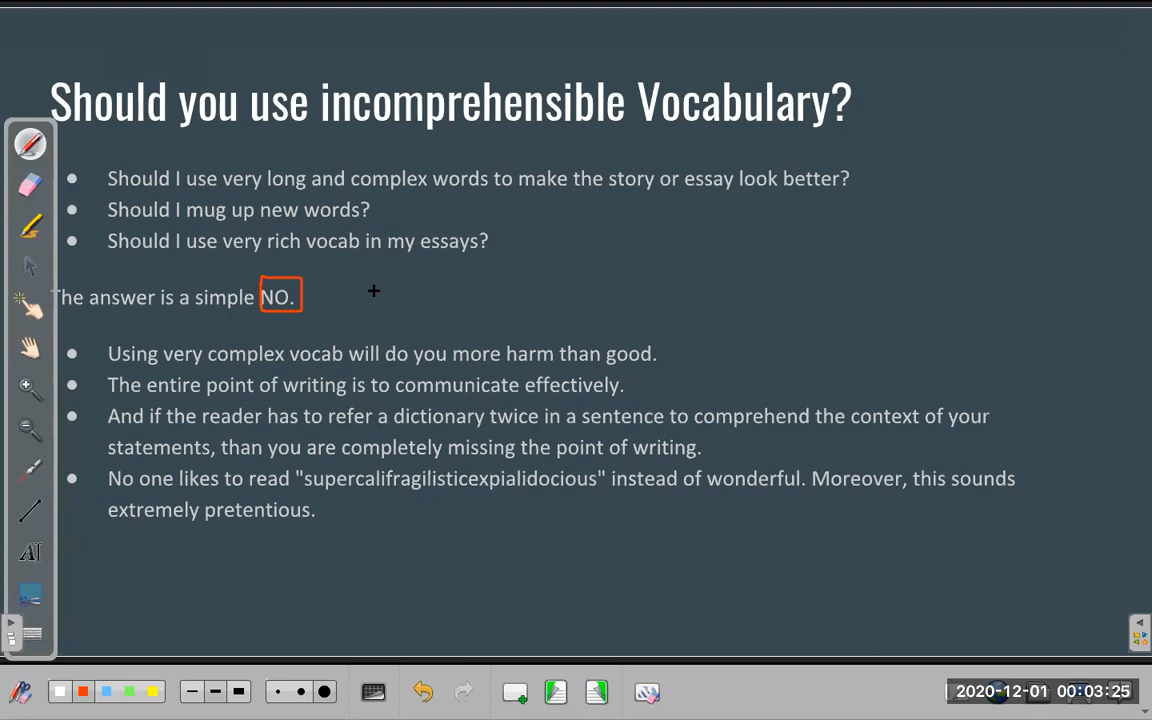 Should you use incomprehensible Vocabulary?
Should I use very long and complex words to make the story or essay look better?
Should I mug up new words?
Should I use very rich vocab in my essays?
The answer is a simple NO.
Using very complex vocab will do you more harm than good.
The entire point of writing is to communicate effectively.
And if the reader has to refer a dictionary twice in a sentence to comprehend the context of your
statements, than you are completely missing the point of writing.
No one likes to read "supercalifragilisticexpialidocious" instead of wonderful. Moreover, this sounds
extremely pretentious.
AI
2020-12-01 00:03:25